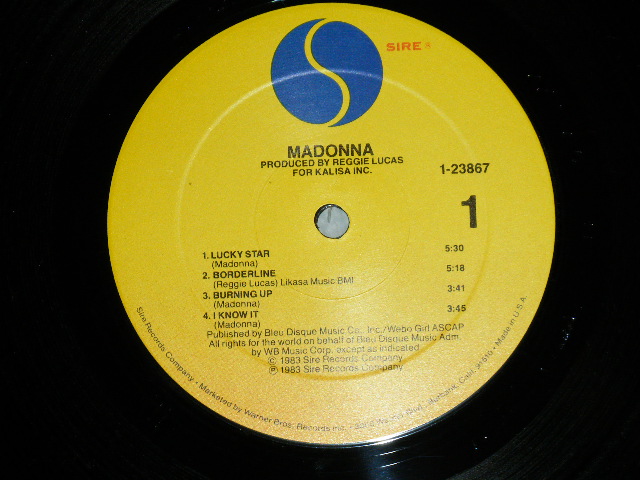 SIRE ®
MADONNA
PRODUCED BY REGGIE LUCAS
FOR KALISA INC.
1-23867
1
1. LUCKY STAR 5:30
(Madonna)
2. BORDERLINE 5:18
(Reggie Lucas) Likasa Music BMI
3. BURNING UP 3:41
(Madonna)
4. I KNOW IT 3:45
(Madonna)
Published by Bleu Disque Music Co., Inc./Webo Girl ASCAP
All rights for the world on behalf of Bleu Disque Music Adm.
by WB Music Corp. except as indicated.
© 1983 Sire Records Company
℗ 1983 Sire Records Company
Sire Records Company, • Marketed by Warner Bros. Records Inc., Burbank, Calif. • Made in U.S.A.